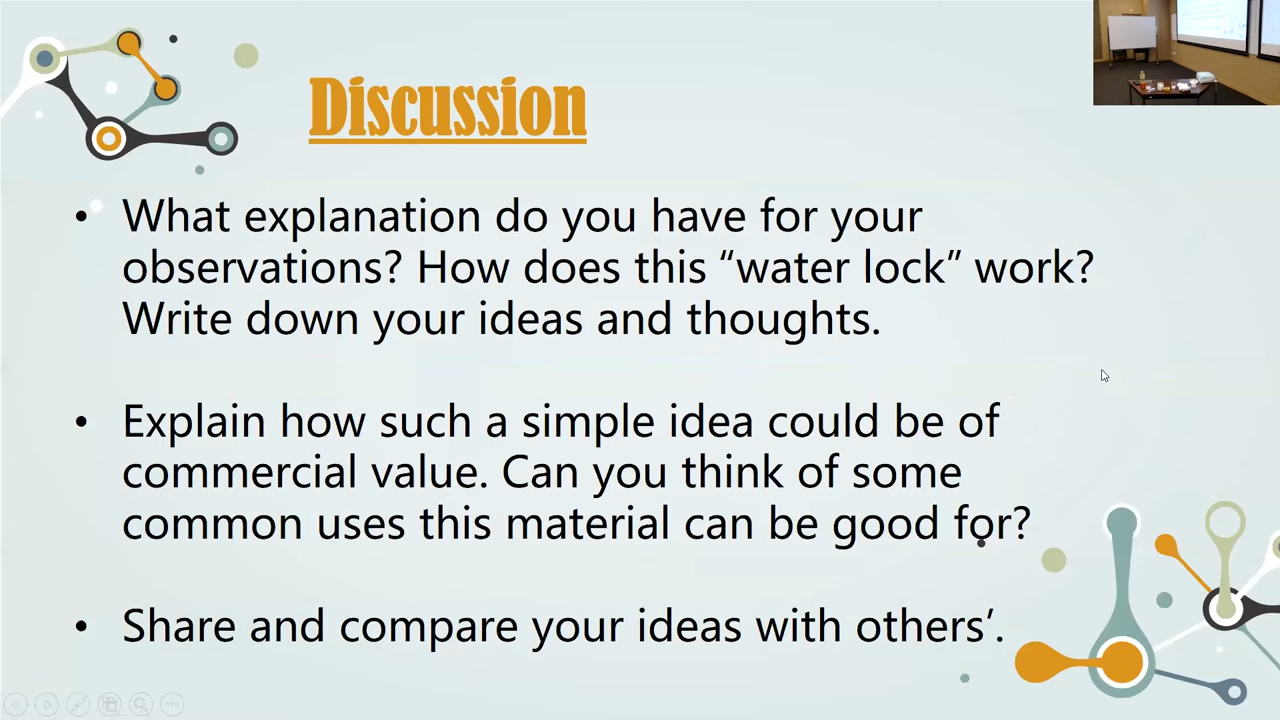 Discussion
• What explanation do you have for your
observations? How does this “water lock” work?
Write down your ideas and thoughts.
• Explain how such a simple idea could be of
commercial value. Can you think of some
common uses this material can be good for?
• Share and compare your ideas with others’.